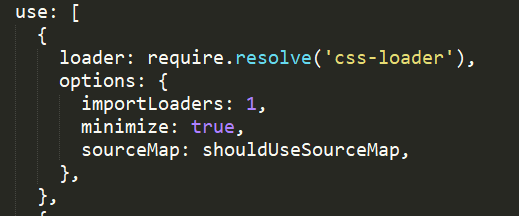 use: [
{
loader: require.resolve('css-loader'),
options: {
importLoaders: 1,
minimize: true,
sourceMap: shouldUseSourceMap,
},
},
{